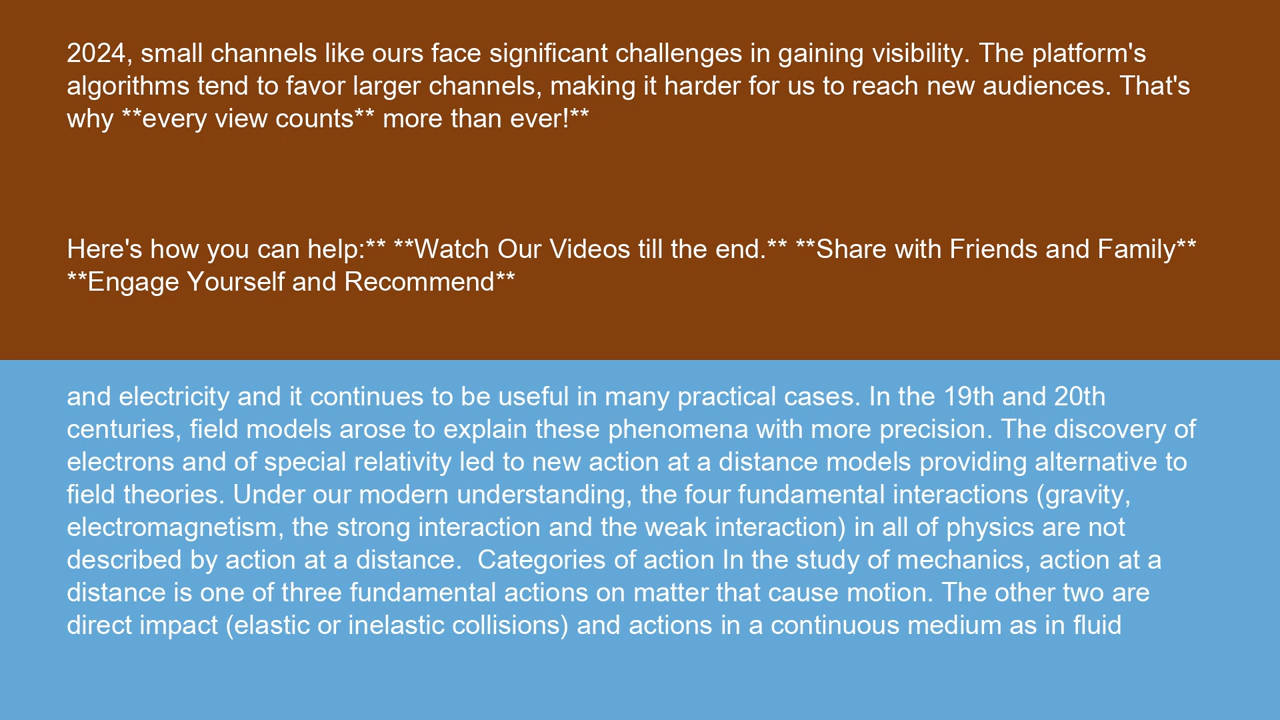 2024, small channels like ours face significant challenges in gaining visibility. The platform's
algorithms tend to favor larger channels, making it harder for us to reach new audiences. That's
why **every view counts** more than ever!**
Here's how you can help:** **Watch Our Videos till the end.** **Share with Friends and Family**
**Engage Yourself and Recommend**
and electricity and it continues to be useful in many practical cases. In the 19th and 20th
centuries, field models arose to explain these phenomena with more precision. The discovery of
electrons and of special relativity led to new action at a distance models providing alternative to
field theories. Under our modern understanding, the four fundamental interactions (gravity,
electromagnetism, the strong interaction and the weak interaction) in all of physics are not
described by action at a distance.  Categories of action In the study of mechanics, action at a
distance is one of three fundamental actions on matter that cause motion. The other two are
direct impact (elastic or inelastic collisions) and actions in a continuous medium as in fluid